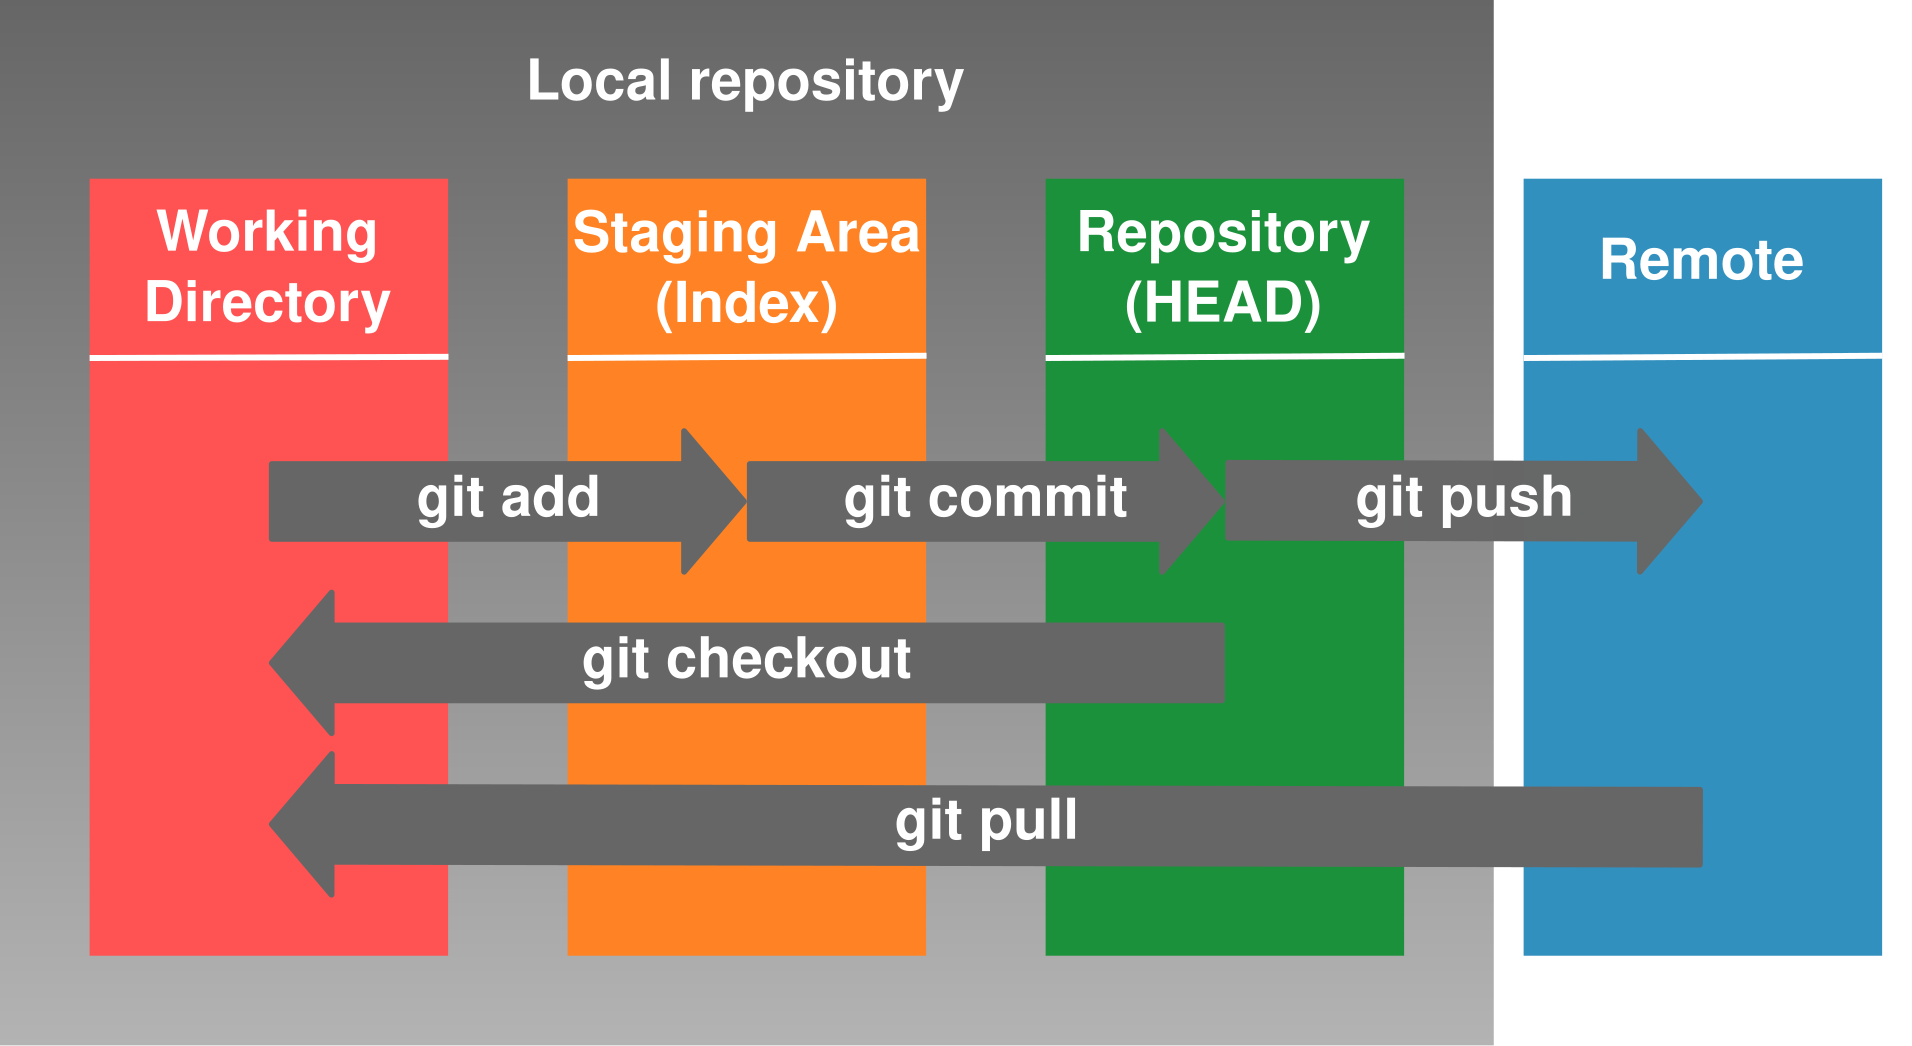 Local repository
Working
Directory
Staging Area
(Index)
Repository
(HEAD)
Remote
git add
git commit
git push
git checkout
git pull